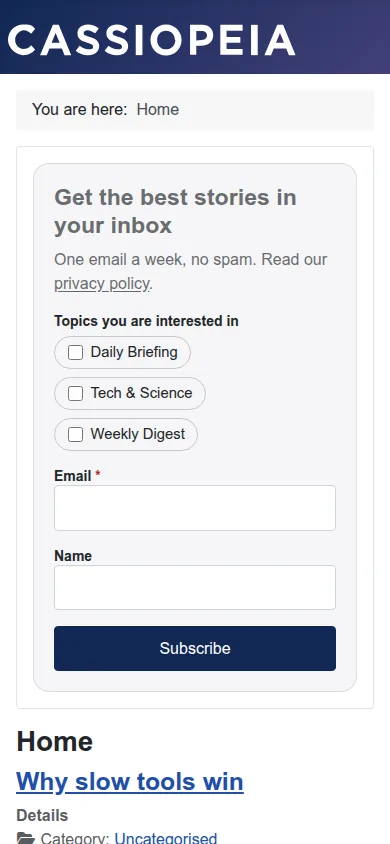 CASSIOPEIA
You are here: Home
Get the best stories in
your inbox
One email a week, no spam. Read our
privacy policy.
Topics you are interested in
Daily Briefing
Tech & Science
Weekly Digest
Email *
Name
Subscribe
Home
Why slow tools win
Details
Category: Uncategorised